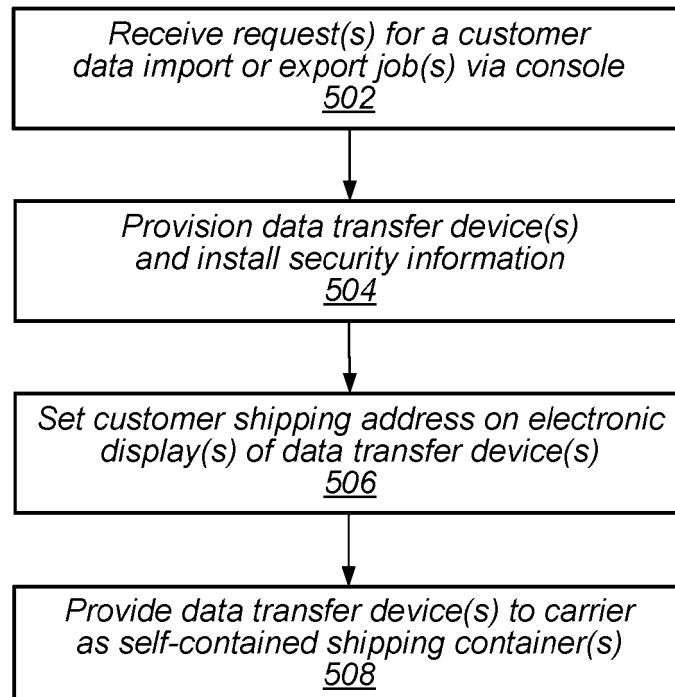 Receive request(s) for a customer
data import or export job(s) via console
502
Provision data transfer device(s)
and install security information
504
Set customer shipping address on electronic
display(s) of data transfer device(s)
506
Provide data transfer device(s) to carrier
as self-contained shipping container(s)
508